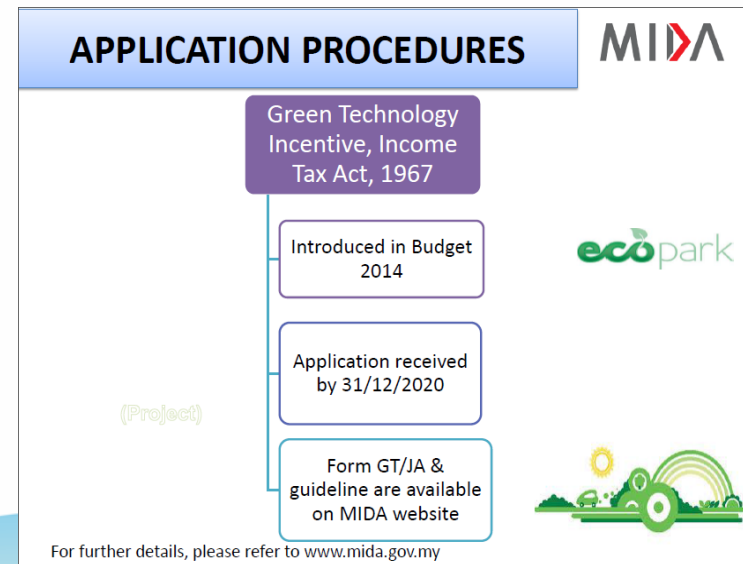 APPLICATION PROCEDURES
MIDA
Green Technology
Incentive, Income
Tax Act, 1967
Introduced in Budget
2014
ecopark
Application received
by 31/12/2020
(Project)
Form GT/JA &
guideline are available
on MIDA website
For further details, please refer to www.mida.gov.my